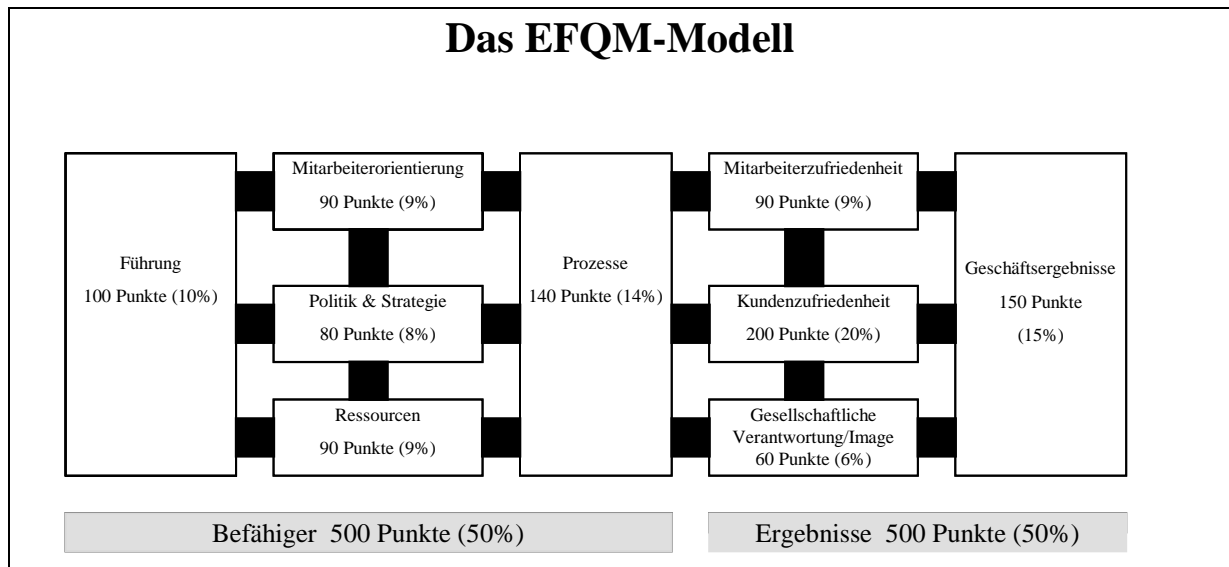 Das EFQM-Modell
Führung
100 Punkte (10%)
Mitarbeiterorientierung
90 Punkte (9%)
Politik & Strategie
80 Punkte (8%)
Ressourcen
90 Punkte (9%)
Prozesse
140 Punkte (14%)
Mitarbeiterzufriedenheit
90 Punkte (9%)
Kundenzufriedenheit
200 Punkte (20%)
Gesellschaftliche
Verantwortung/Image
60 Punkte (6%)
Geschäftsergebnisse
150 Punkte
(15%)
Befähiger 500 Punkte (50%)
Ergebnisse 500 Punkte (50%)